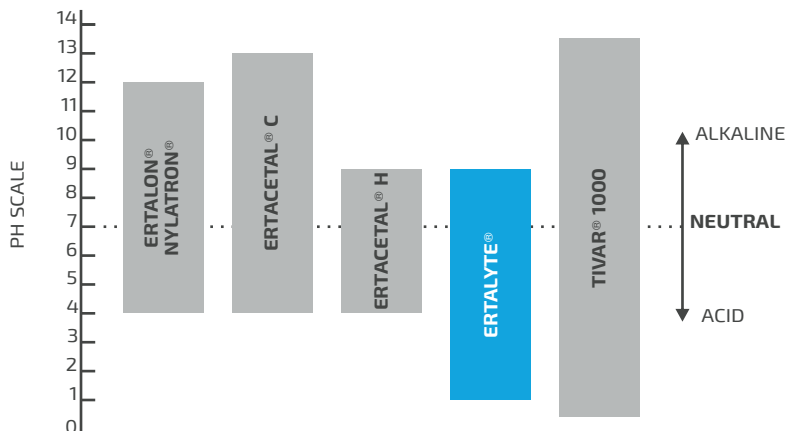 PH SCALE
14
13
12
11
10
9
8
7
6
5
4
3
2
1
0
ERTALON®
NYLATRON®
ERTACETAL® C
ERTACETAL® H
ERTALYTE®
TIVAR® 1000
ALKALINE
NEUTRAL
ACID